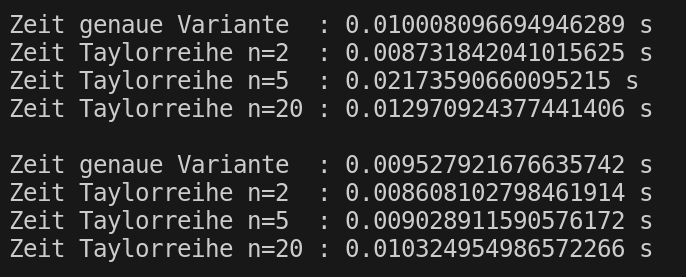 Zeit genaue Variante  : 0.010008096694946289 s
Zeit Taylorreihe n=2  : 0.008731842041015625 s
Zeit Taylorreihe n=5  : 0.02173590660095215 s
Zeit Taylorreihe n=20 : 0.012970924377441406 s

Zeit genaue Variante  : 0.009527921676635742 s
Zeit Taylorreihe n=2  : 0.008608102798461914 s
Zeit Taylorreihe n=5  : 0.009028911590576172 s
Zeit Taylorreihe n=20 : 0.010324954986572266 s